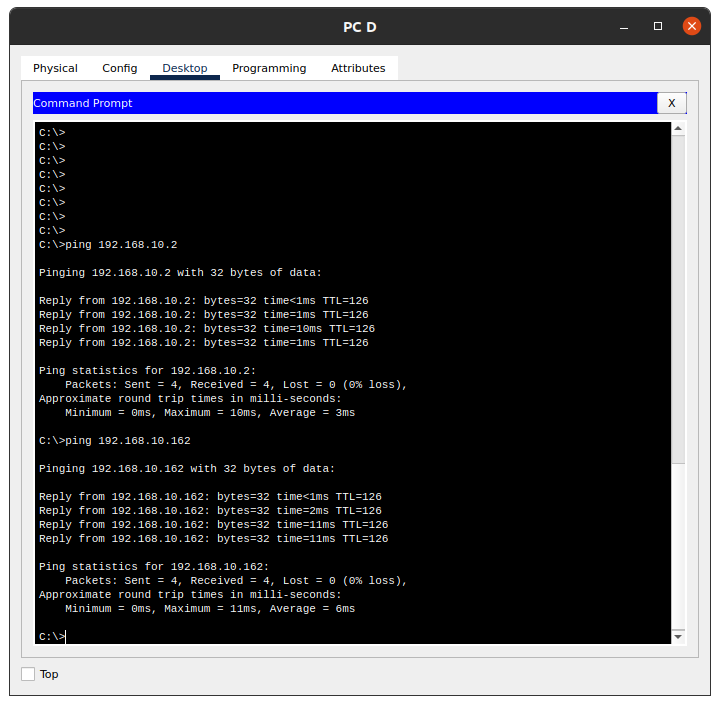 PC D
Physical Config Desktop Programming Attributes
Command Prompt X
C:\>
C:\>
C:\>
C:\>
C:\>
C:\>
C:\>
C:\>
C:\>ping 192.168.10.2
Pinging 192.168.10.2 with 32 bytes of data:
Reply from 192.168.10.2: bytes=32 time<1ms TTL=126
Reply from 192.168.10.2: bytes=32 time=1ms TTL=126
Reply from 192.168.10.2: bytes=32 time=10ms TTL=126
Reply from 192.168.10.2: bytes=32 time=1ms TTL=126
Ping statistics for 192.168.10.2:
Packets: Sent = 4, Received = 4, Lost = 0 (0% loss),
Approximate round trip times in milli-seconds:
Minimum = 0ms, Maximum = 10ms, Average = 3ms
C:\>ping 192.168.10.162
Pinging 192.168.10.162 with 32 bytes of data:
Reply from 192.168.10.162: bytes=32 time<1ms TTL=126
Reply from 192.168.10.162: bytes=32 time=2ms TTL=126
Reply from 192.168.10.162: bytes=32 time=11ms TTL=126
Reply from 192.168.10.162: bytes=32 time=11ms TTL=126
Ping statistics for 192.168.10.162:
Packets: Sent = 4, Received = 4, Lost = 0 (0% loss),
Approximate round trip times in milli-seconds:
Minimum = 0ms, Maximum = 11ms, Average = 6ms
C:\>
Top